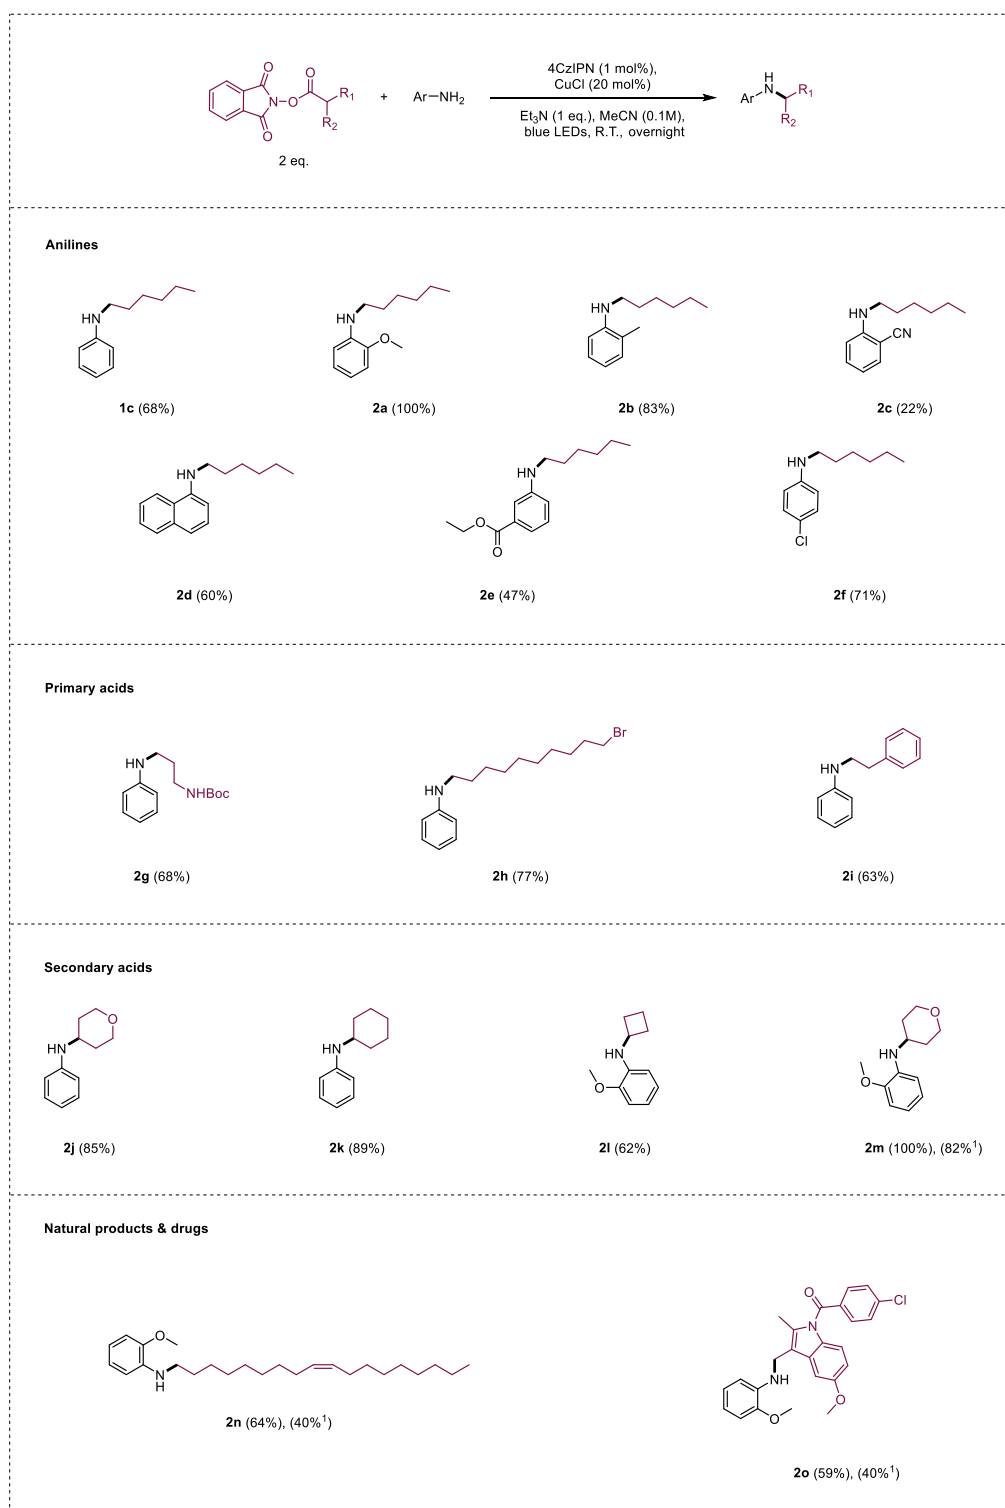 O
O
N
O
O
R₁
R₂
2 eq.
+
Ar—NH₂
4CzIPN (1 mol%),
CuCl (20 mol%)
Et₃N (1 eq.), MeCN (0.1M),
blue LEDs, R.T., overnight
H
Ar N R₁
R₂
Anilines
HN
1c (68%)
HN
O
2a (100%)
HN
2b (83%)
HN
CN
2c (22%)
HN
2d (60%)
HN
O
O
2e (47%)
HN
Cl
2f (71%)
Primary acids
HN
NHBoc
2g (68%)
Br
HN
2h (77%)
HN
2i (63%)
Secondary acids
O
HN
2j (85%)
HN
2k (89%)
HN
O
2l (62%)
O
HN
O
2m (100%), (82%¹)
Natural products & drugs
O
N
H
2n (64%), (40%¹)
O
Cl
N
NH
O
O
2o (59%), (40%¹)